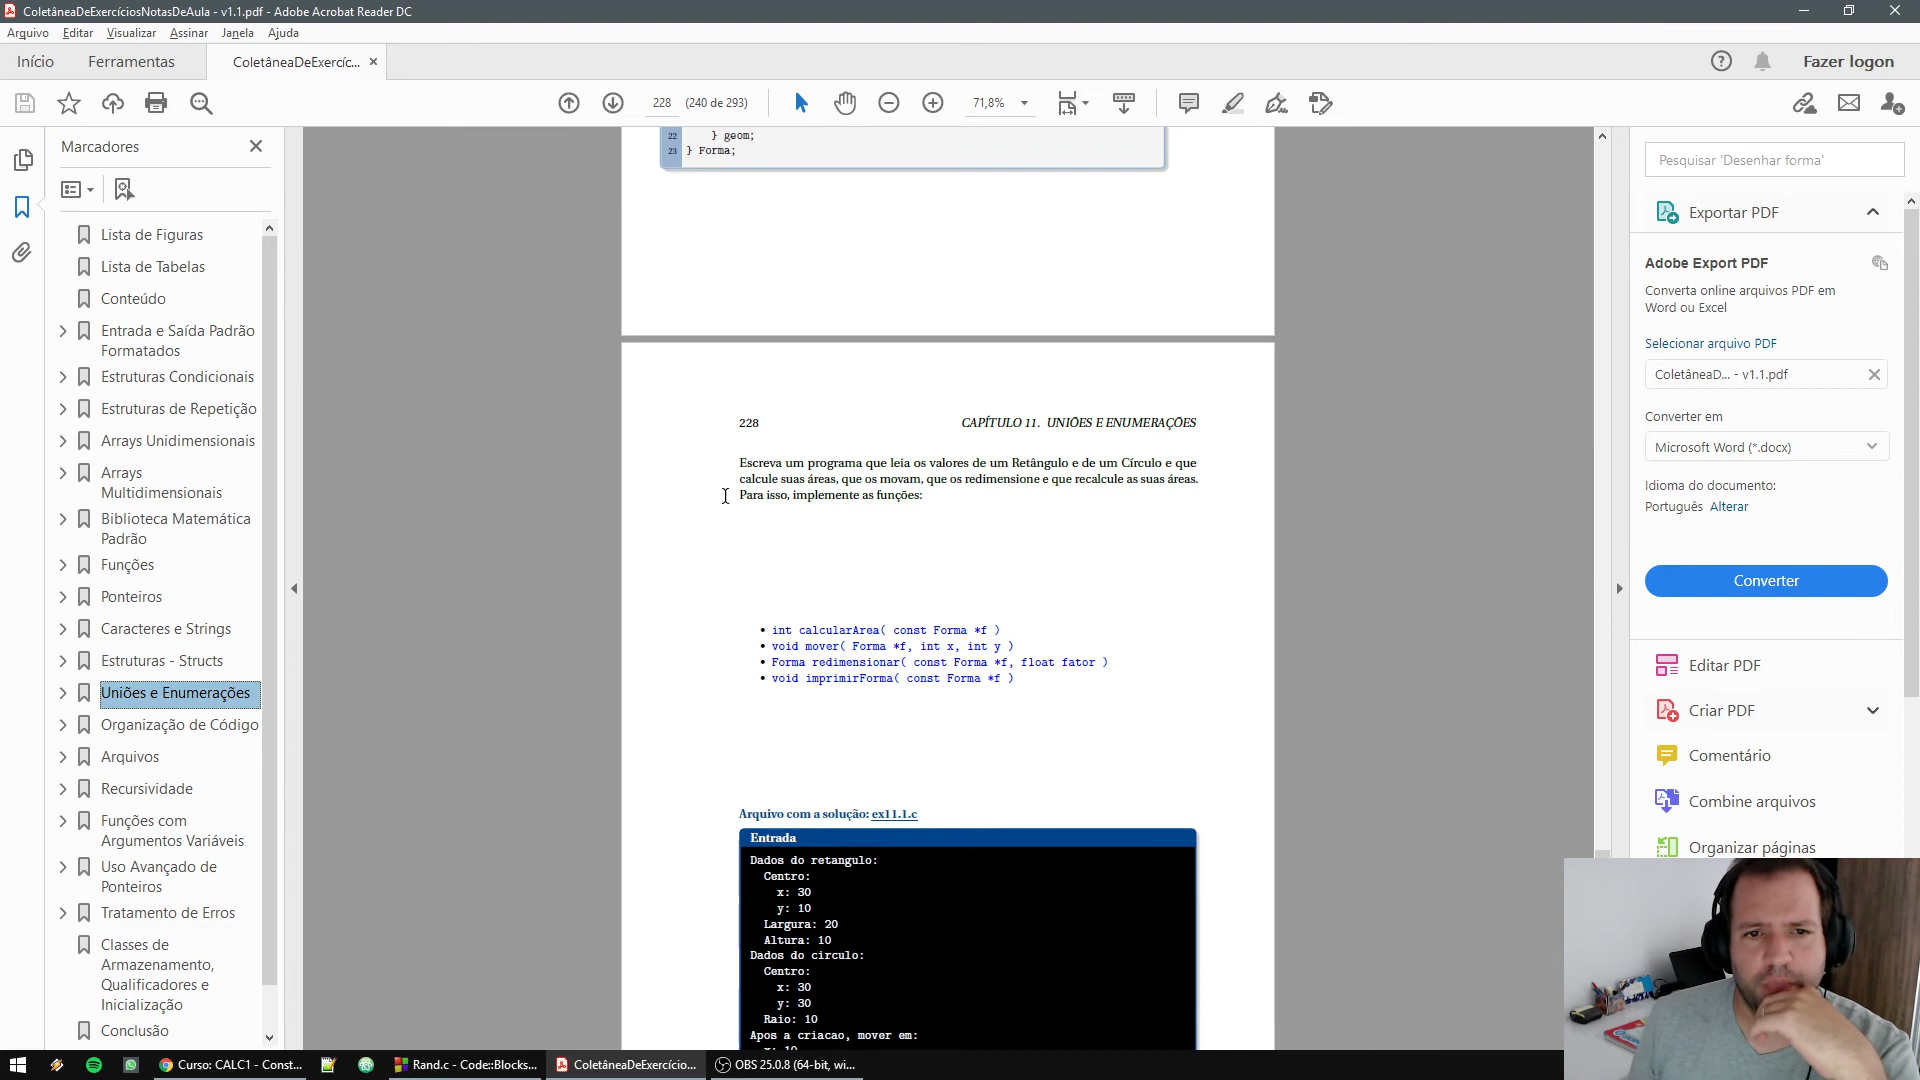 ColetâneaDeExercíciosNotasDeAula - v1.1.pdf - Adobe Acrobat Reader DC
Arquivo Editar Visualizar Assinar Janela Ajuda
Início Ferramentas ColetâneaDeExercíc... Fazer logon
228 (240 de 293) 71,8%
Marcadores
Lista de Figuras
Lista de Tabelas
Conteúdo
Entrada e Saída Padrão
Formatados
Estruturas Condicionais
Estruturas de Repetição
Arrays Unidimensionais
Arrays
Multidimensionais
Biblioteca Matemática
Padrão
Funções
Ponteiros
Caracteres e Strings
Estruturas - Structs
Uniões e Enumerações
Organização de Código
Arquivos
Recursividade
Funções com
Argumentos Variáveis
Uso Avançado de
Ponteiros
Tratamento de Erros
Classes de
Armazenamento,
Qualificadores e
Inicialização
Conclusão
22 } geom;
23 } Forma;
228 CAPÍTULO 11. UNIÕES E ENUMERAÇÕES
Escreva um programa que leia os valores de um Retângulo e de um Círculo e que
calcule suas áreas, que os movam, que os redimensione e que recalcule as suas áreas.
Para isso, implemente as funções:
• int calcularArea( const Forma *f )
• void mover( Forma *f, int x, int y )
• Forma redimensionar( const Forma *f, float fator )
• void imprimirForma( const Forma *f )
Arquivo com a solução: ex11.1.c
Entrada
Dados do retangulo:
Centro:
x: 30
y: 10
Largura: 20
Altura: 10
Dados do circulo:
Centro:
x: 30
y: 30
Raio: 10
Apos a criacao, mover em:
x: 10
Pesquisar 'Desenhar forma'
Exportar PDF
Adobe Export PDF
Converta online arquivos PDF em
Word ou Excel
Selecionar arquivo PDF
ColetâneaD... - v1.1.pdf
Converter em
Microsoft Word (*.docx)
Idioma do documento:
Português Alterar
Converter
Editar PDF
Criar PDF
Comentário
Combine arquivos
Organizar páginas
Curso: CALC1 - Const... Rand.c - Code::Blocks... ColetâneaDeExercício... OBS 25.0.8 (64-bit, wi...